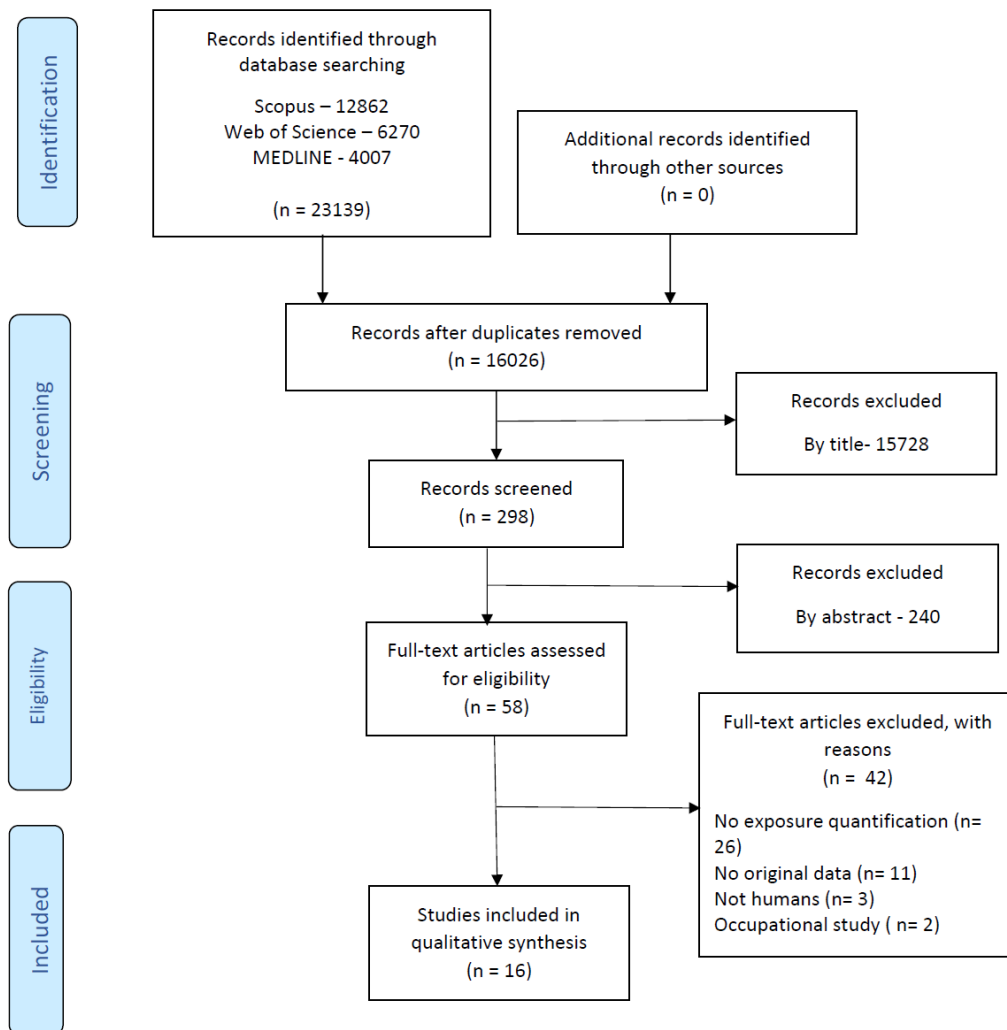 Identification
Records identified through
database searching
Scopus – 12862
Web of Science – 6270
MEDLINE - 4007
(n = 23139)
Additional records identified
through other sources
(n = 0)
Screening
Records after duplicates removed
(n = 16026)
Records excluded
By title- 15728
Records screened
(n = 298)
Records excluded
By abstract - 240
Eligibility
Full-text articles assessed
for eligibility
(n = 58)
Full-text articles excluded, with
reasons
(n = 42)
No exposure quantification (n=
26)
No original data (n= 11)
Not humans (n= 3)
Occupational study ( n= 2)
Included
Studies included in
qualitative synthesis
(n = 16)